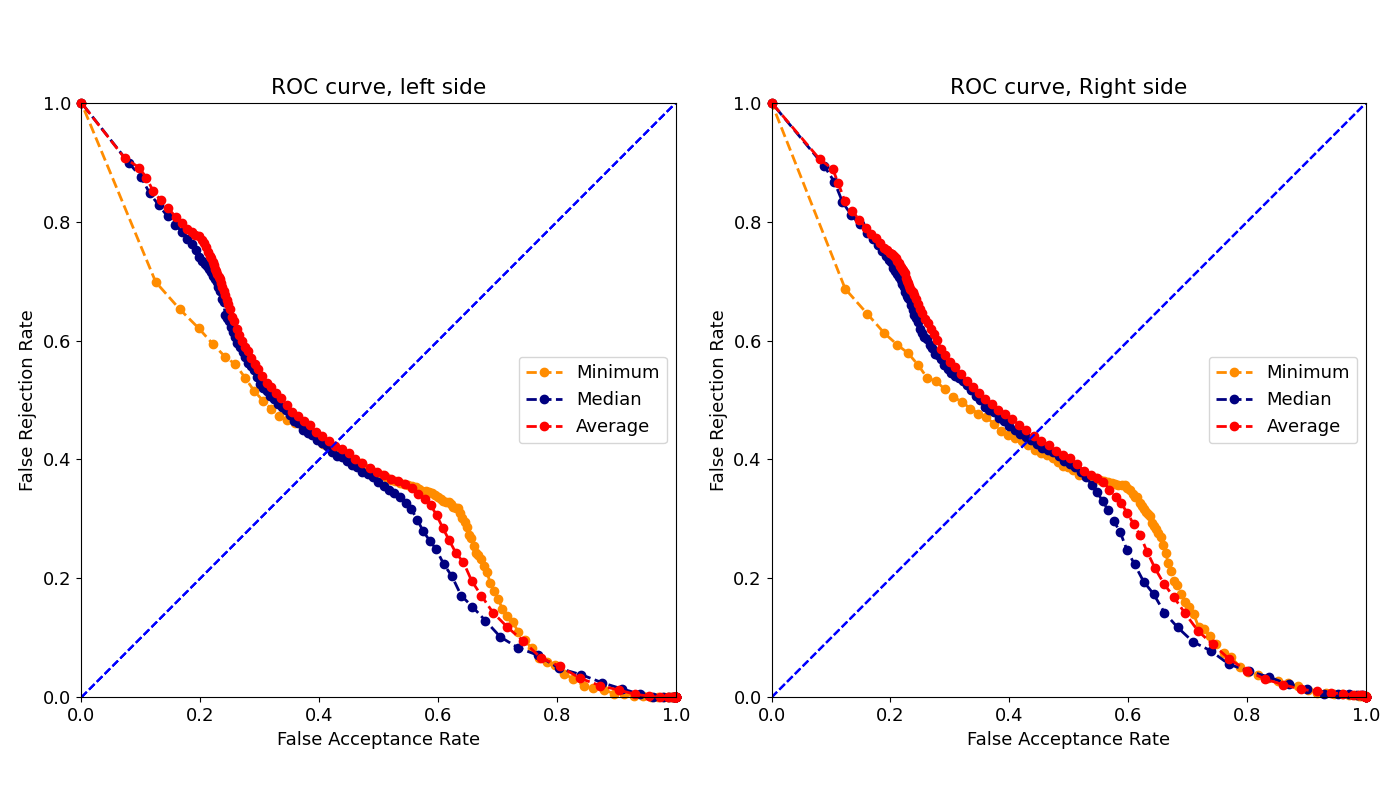 ROC curve, left side
1.0
0.8
0.6
0.4
0.2
0.0
False Rejection Rate
Minimum
Median
Average
0.0 0.2 0.4 0.6 0.8 1.0
False Acceptance Rate
ROC curve, Right side
1.0
0.8
0.6
0.4
0.2
0.0
False Rejection Rate
Minimum
Median
Average
0.0 0.2 0.4 0.6 0.8 1.0
False Acceptance Rate